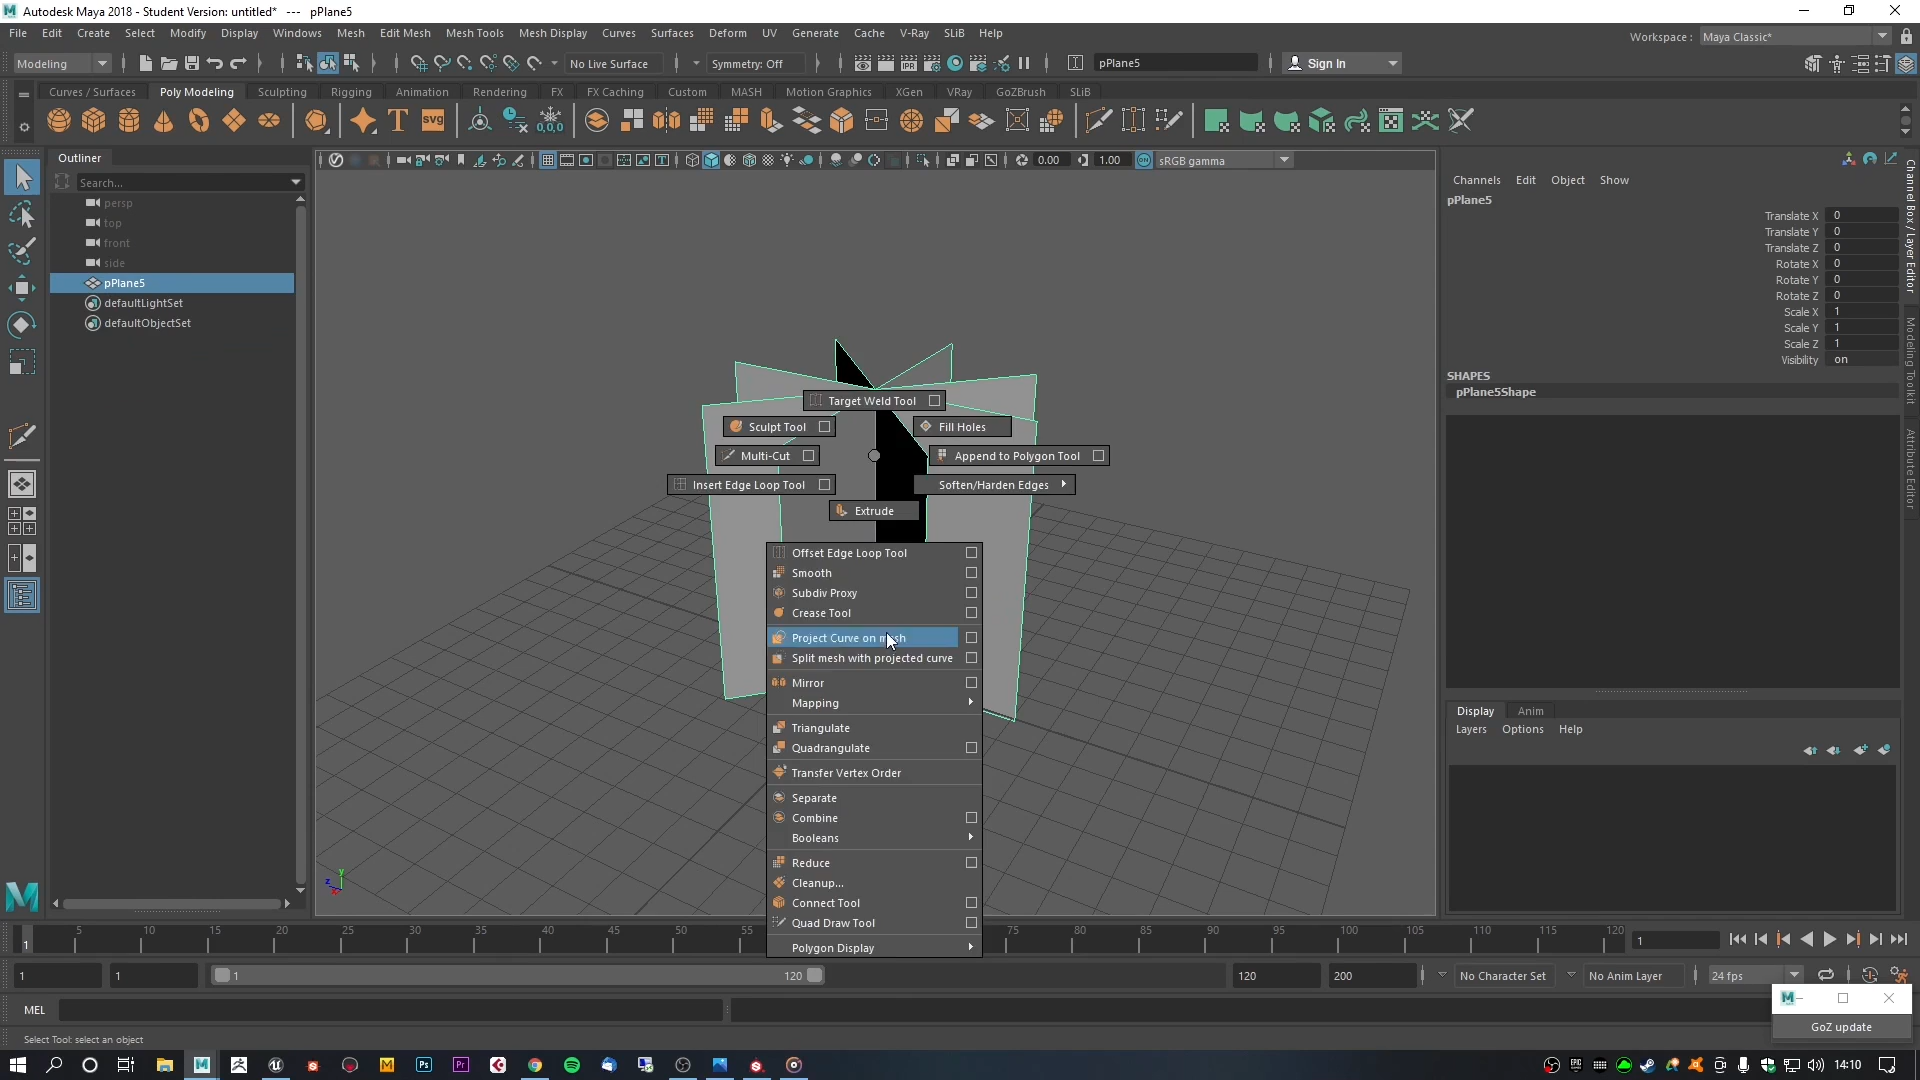 Autodesk Maya 2018 - Student Version: untitled* --- pPlane5
File Edit Create Select Modify Display Windows Mesh Edit Mesh Mesh Tools Mesh Display Curves Surfaces Deform UV Generate Cache V-Ray SLiB Help
Workspace : Maya Classic*
Modeling No Live Surface Symmetry: Off pPlane5 Sign In
Curves / Surfaces Poly Modeling Sculpting Rigging Animation Rendering FX FX Caching Custom MASH Motion Graphics XGen VRay GoZBrush SLiB
Outliner
Search...
persp
top
front
side
pPlane5
defaultLightSet
defaultObjectSet
0.00 1.00 sRGB gamma
Target Weld Tool
Sculpt Tool Fill Holes
Multi-Cut Append to Polygon Tool
Insert Edge Loop Tool Soften/Harden Edges
Extrude
Offset Edge Loop Tool
Smooth
Subdiv Proxy
Crease Tool
Project Curve on mesh
Split mesh with projected curve
Mirror
Mapping
Triangulate
Quadrangulate
Transfer Vertex Order
Separate
Combine
Booleans
Reduce
Cleanup...
Connect Tool
Quad Draw Tool
Polygon Display
Channels Edit Object Show
pPlane5
Translate X 0
Translate Y 0
Translate Z 0
Rotate X 0
Rotate Y 0
Rotate Z 0
Scale X 1
Scale Y 1
Scale Z 1
Visibility on
SHAPES
pPlane5Shape
Channel Box / Layer Editor
Modeling Toolkit
Attribute Editor
Display Anim
Layers Options Help
1 5 10 15 20 25 30 35 40 45 50 55 75 80 85 90 95 100 105 110 115 120 1
1 1 1 120 120 200 No Character Set No Anim Layer 24 fps
MEL
GoZ update
Select Tool: select an object
14:10